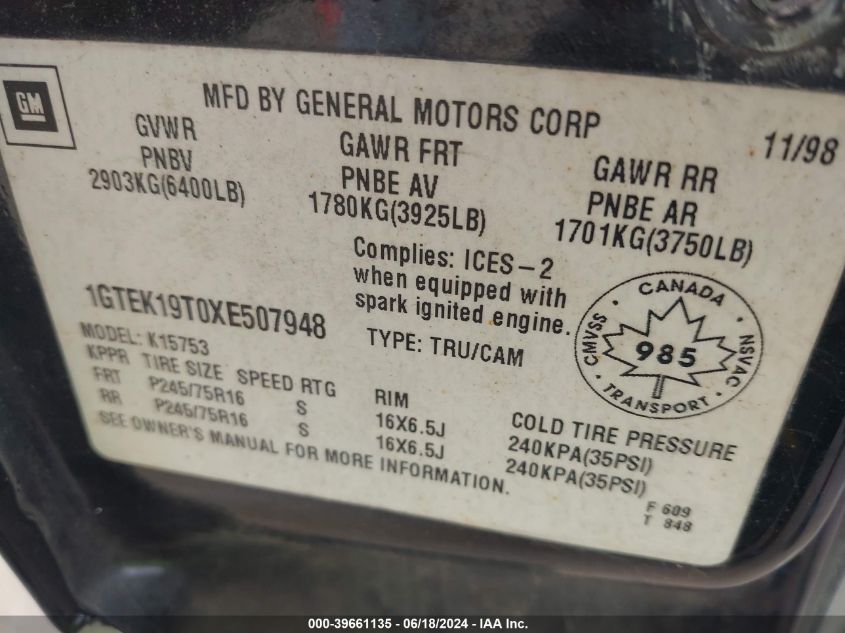 GM
MFD BY GENERAL MOTORS CORP
11/98
GVWR
PNBV
2903KG(6400LB)
GAWR FRT
PNBE AV
1780KG(3925LB)
GAWR RR
PNBE AR
1701KG(3750LB)
Complies: ICES-2
when equipped with
spark ignited engine.
1GTEK19T0XE507948
TYPE: TRU/CAM
CANADA
CMVSS
985
NSVAC
TRANSPORT
MODEL: K15753
KPPR TIRE SIZE SPEED RTG RIM COLD TIRE PRESSURE
FRT P245/75R16 S 16X6.5J 240KPA(35PSI)
RR P245/75R16 S 16X6.5J 240KPA(35PSI)
SEE OWNER'S MANUAL FOR MORE INFORMATION.
F 609
T 848
000-39661135 - 06/18/2024 - IAA Inc.